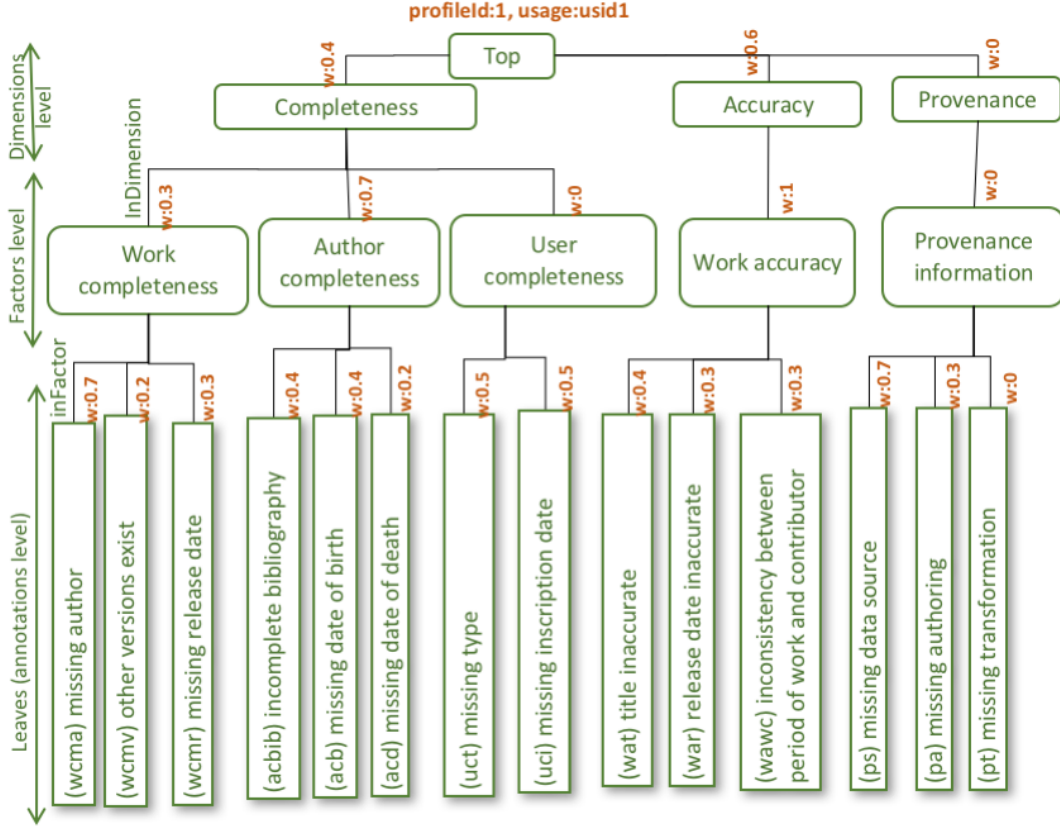 profileId:1, usage:usid1
Dimensions
level
Top
w:0.4
w:0.6
w:0
Completeness
Accuracy
Provenance
InDimension
w:0.3
w:0.7
w:0
w:1
w:0
Factors level
Work
completeness
Author
completeness
User
completeness
Work accuracy
Provenance
information
inFactor
w:0.7
w:0.2
w:0.3
w:0.4
w:0.4
w:0.2
w:0.5
w:0.5
w:0.4
w:0.3
w:0.3
w:0.7
w:0.3
w:0
Leaves (annotations level)
(wcma) missing author
(wcmv) other versions exist
(wcmr) missing release date
(acbib) incomplete bibliography
(acb) missing date of birth
(acd) missing date of death
(uct) missing type
(uci) missing inscription date
(wat) title inaccurate
(war) release date inaccurate
(wawc) inconsistency between
period of work and contributor
(ps) missing data source
(pa) missing authoring
(pt) missing transformation